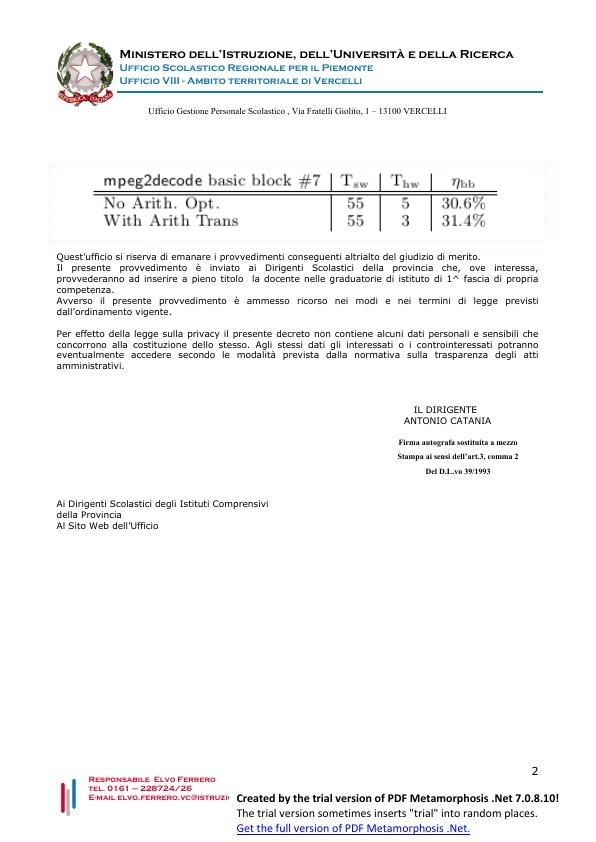 MINISTERO DELL'ISTRUZIONE, DELL'UNIVERSITÀ E DELLA RICERCA
UFFICIO SCOLASTICO REGIONALE PER IL PIEMONTE
UFFICIO VIII - AMBITO TERRITORIALE DI VERCELLI
Ufficio Gestione Personale Scolastico , Via Fratelli Giolito, 1 – 13100 VERCELLI
mpeg2decode basic block #7 T_sw T_hw η_bb
No Arith. Opt. 55 5 30.6%
With Arith Trans 55 3 31.4%
Quest'ufficio si riserva di emanare i provvedimenti conseguenti altrialto del giudizio di merito.
Il presente provvedimento è inviato ai Dirigenti Scolastici della provincia che, ove interessa,
provvederanno ad inserire a pieno titolo la docente nelle graduatorie di istituto di 1^ fascia di propria
competenza.
Avverso il presente provvedimento è ammesso ricorso nei modi e nei termini di legge previsti
dall'ordinamento vigente.
Per effetto della legge sulla privacy il presente decreto non contiene alcuni dati personali e sensibili che
concorrono alla costituzione dello stesso. Agli stessi dati gli interessati o i controinteressati potranno
eventualmente accedere secondo le modalità prevista dalla normativa sulla trasparenza degli atti
amministrativi.
IL DIRIGENTE
ANTONIO CATANIA
Firma autografa sostituita a mezzo
Stampa ai sensi dell'art.3, comma 2
Del D.L.vo 39/1993
Ai Dirigenti Scolastici degli Istituti Comprensivi
della Provincia
Al Sito Web dell'Ufficio
2
RESPONSABILE ELVO FERRERO
TEL. 0161 – 228724/26
E-MAIL ELVO.FERRERO.VC@ISTRUZI
Created by the trial version of PDF Metamorphosis .Net 7.0.8.10!
The trial version sometimes inserts "trial" into random places.
Get the full version of PDF Metamorphosis .Net.